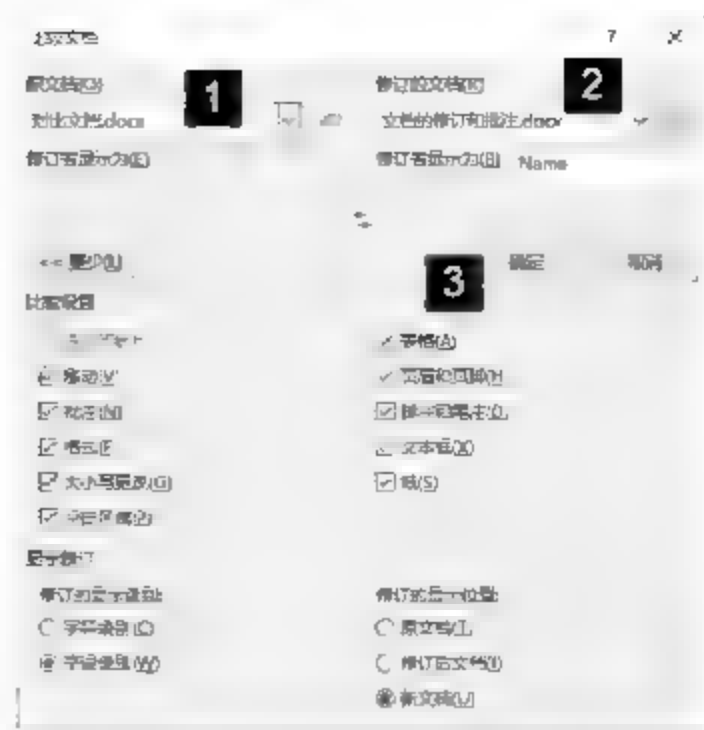 比较文档 ? ×
原文档(O) 1 修订的文档(R) 2
对比文档.docx 文档的修订和批注.docx
修订者显示为(E) 修订者显示为(B) Name
<< 更少(L) 3 确定 取消
比较设置
表格(A)
移动(V) 页眉和页脚(H)
批注(N) 脚注和尾注(D)
格式(F) 文本框(X)
大小写更改(G) 域(S)
空白区域(P)
显示修订
修订的显示级别: 修订的显示位置:
字符级别(C) 原文档(T)
字词级别(W) 修订后文档(I)
新文档(U)